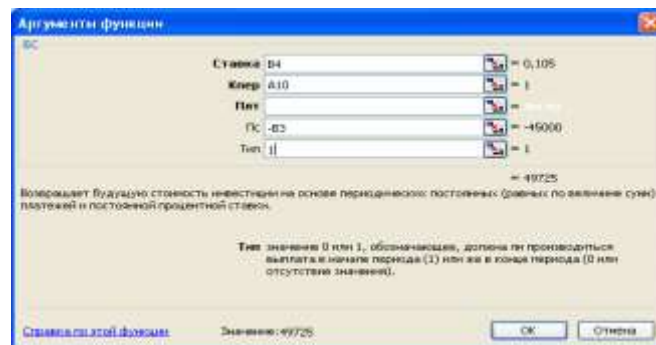 Аргументы функции
БС
Ставка B4 = 0,105
Кпер A10 = 1
Плт =
Пс -B3 = -45000
Тип 1 = 1
= 49725
Возвращает будущую стоимость инвестиции на основе периодических постоянных (равных по величине сумм) платежей и постоянной процентной ставки.
Тип значение 0 или 1, обозначающее, должна ли производиться
выплата в начале периода (1) или же в конце периода (0 или
отсутствие значения).
Справка по этой функции Значение:49725 ОК Отмена